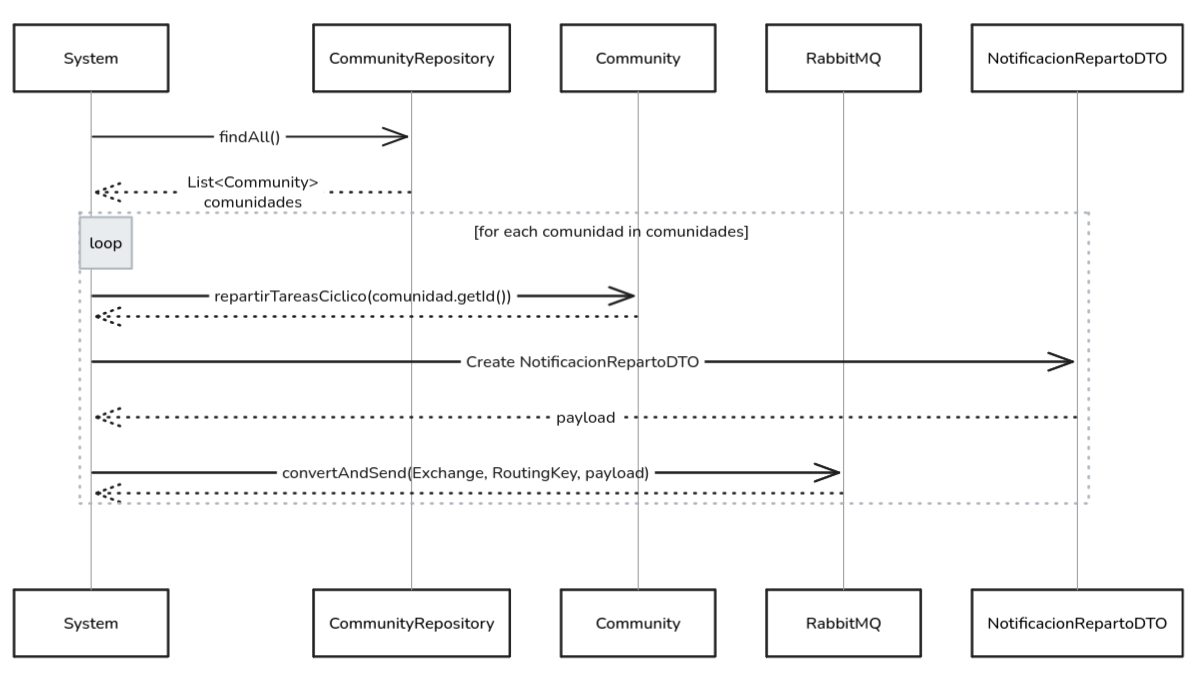 System
CommunityRepository
Community
RabbitMQ
NotificacionRepartoDTO
findAll()
List<Community>
comunidades
loop
[for each comunidad in comunidades]
repartirTareasCiclico(comunidad.getId())
Create NotificacionRepartoDTO
payload
convertAndSend(Exchange, RoutingKey, payload)
System
CommunityRepository
Community
RabbitMQ
NotificacionRepartoDTO